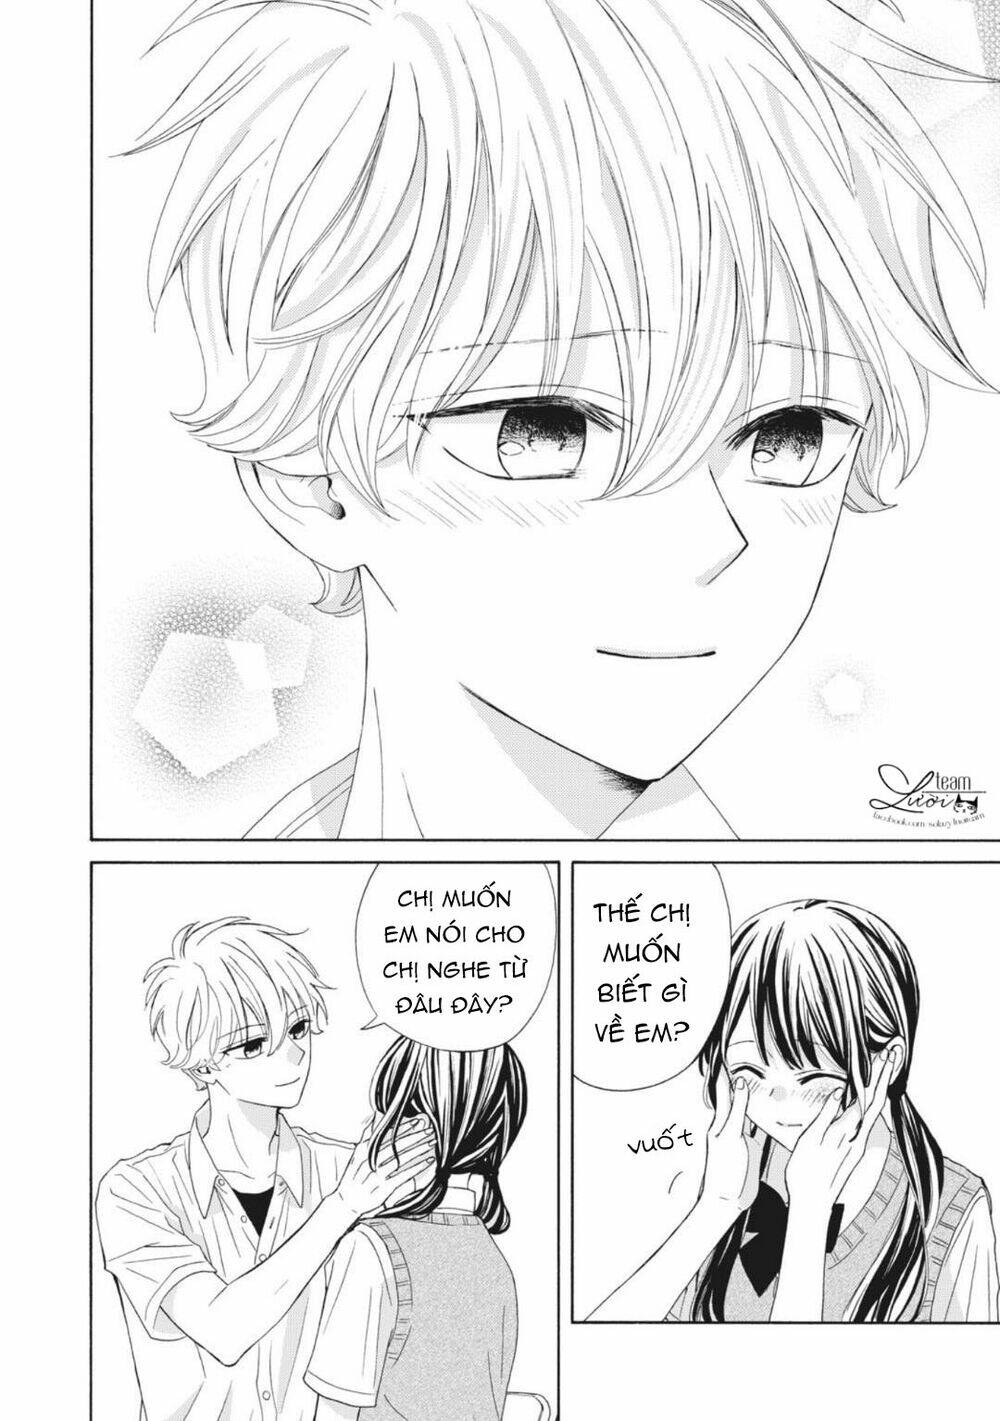 team
Lười
THẾ CHỊ
MUỐN
BIẾT GÌ
VỀ EM?
vuốt
CHỊ MUỐN
EM NÓI CHO
CHỊ NGHE TỪ
ĐÂU ĐÂY?